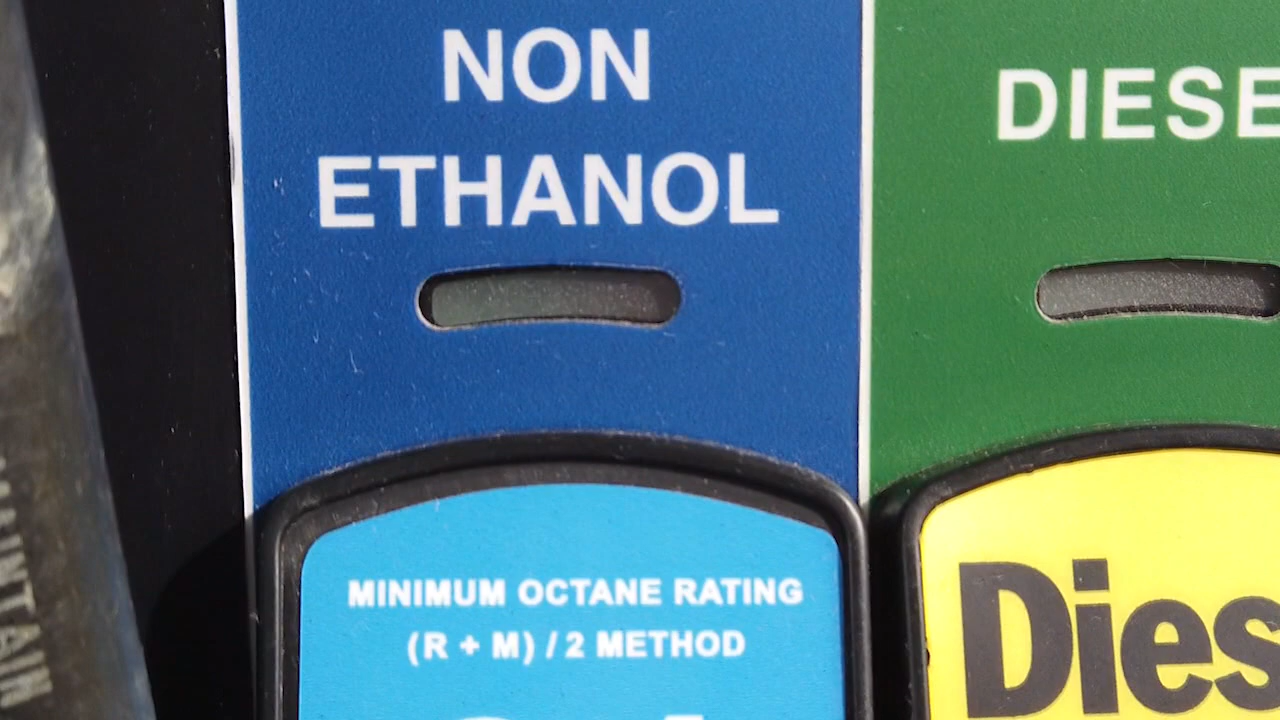 NON
ETHANOL
MINIMUM OCTANE RATING
(R + M) / 2 METHOD
DIESE
Dies